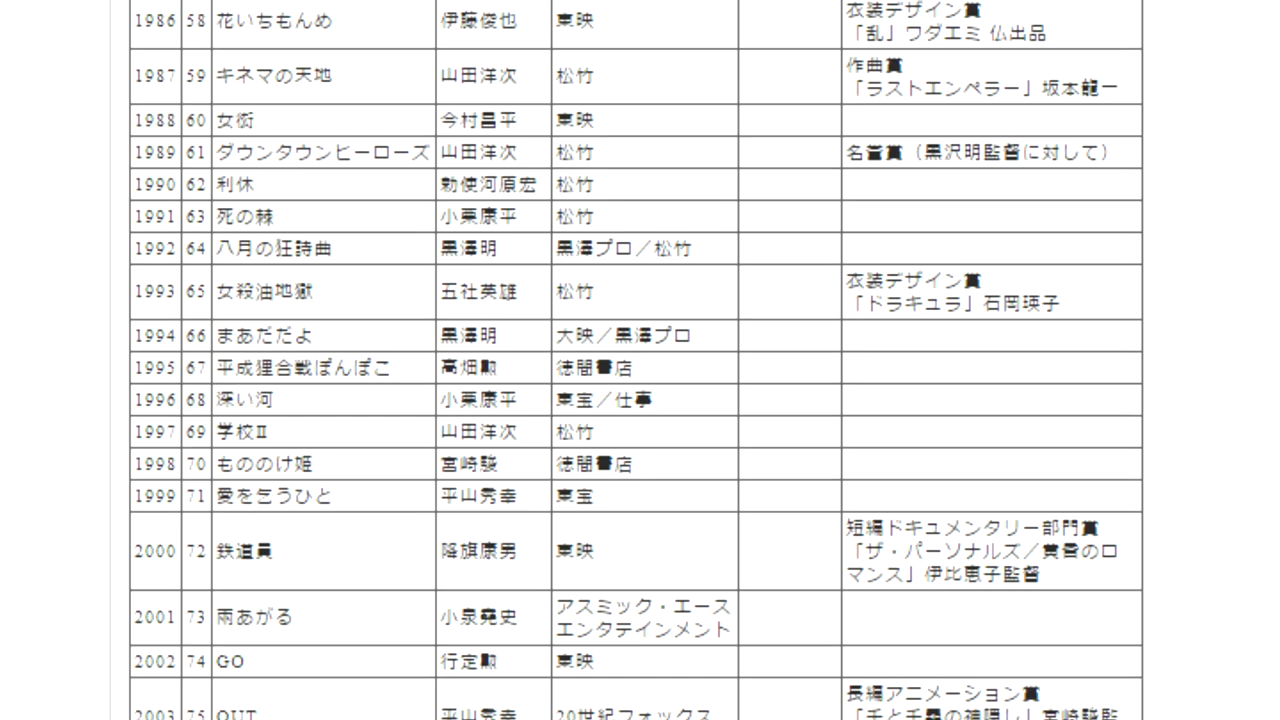 1986 58 花いちもんめ 伊藤俊也 東映 衣装デザイン賞
「乱」ワダエミ 仏出品
1987 59 キネマの天地 山田洋次 松竹 作曲賞
「ラストエンペラー」坂本龍一
1988 60 女衒 今村昌平 東映
1989 61 ダウンタウンヒーローズ 山田洋次 松竹 名誉賞（黒沢明監督に対して）
1990 62 利休 勅使河原宏 松竹
1991 63 死の棘 小栗康平 松竹
1992 64 八月の狂詩曲 黒澤明 黒澤プロ／松竹
1993 65 女殺油地獄 五社英雄 松竹 衣装デザイン賞
「ドラキュラ」石岡瑛子
1994 66 まあだだよ 黒澤明 大映／黒澤プロ
1995 67 平成狸合戦ぽんぽこ 高畑勲 徳間書店
1996 68 深い河 小栗康平 東宝／仕事
1997 69 学校Ⅱ 山田洋次 松竹
1998 70 もののけ姫 宮崎駿 徳間書店
1999 71 愛を乞うひと 平山秀幸 東宝
2000 72 鉄道員 降旗康男 東映 短編ドキュメンタリー部門賞
「ザ・パーソナルズ／黄昏のロ
マンス」伊比恵子監督
2001 73 雨あがる 小泉堯史 アスミック・エース
エンタテインメント
2002 74 GO 行定勲 東映
2003 75 OUT 平山秀幸 20世紀フォックス 長編アニメーション賞
「千と千尋の神隠し」宮崎駿監